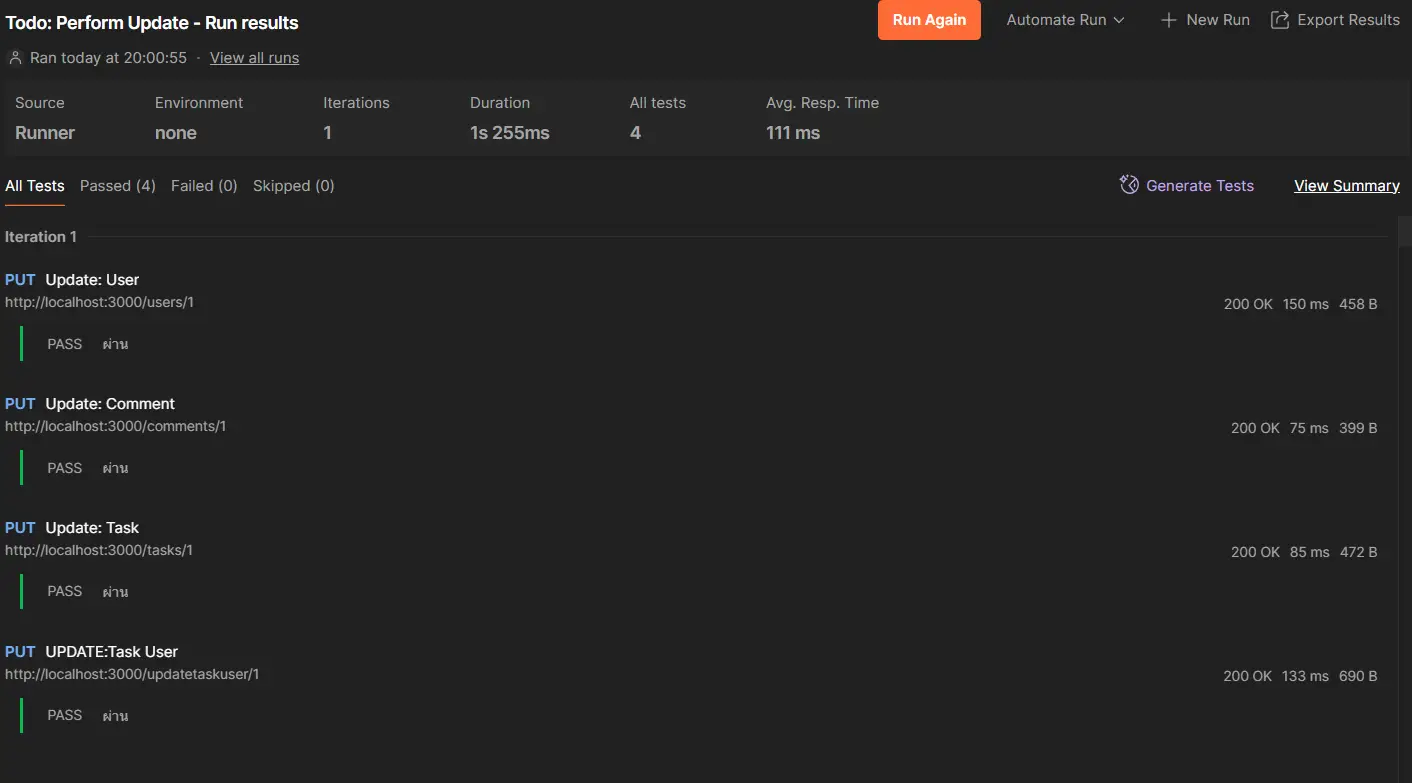 Todo: Perform Update - Run results
Run Again
Automate Run
New Run
Export Results
Ran today at 20:00:55 · View all runs
Source Environment Iterations Duration All tests Avg. Resp. Time
Runner none 1 1s 255ms 4 111 ms
All Tests Passed (4) Failed (0) Skipped (0) Generate Tests View Summary
Iteration 1
PUT Update: User
http://localhost:3000/users/1
200 OK 150 ms 458 B
PASS ผ่าน
PUT Update: Comment
http://localhost:3000/comments/1
200 OK 75 ms 399 B
PASS ผ่าน
PUT Update: Task
http://localhost:3000/tasks/1
200 OK 85 ms 472 B
PASS ผ่าน
PUT UPDATE:Task User
http://localhost:3000/updatetaskuser/1
200 OK 133 ms 690 B
PASS ผ่าน